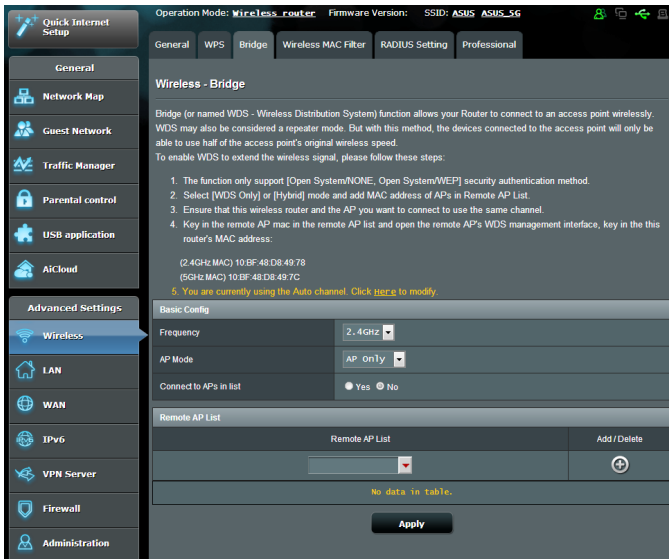 Quick Internet
Setup
Operation Mode: Wireless router Firmware Version: SSID: ASUS ASUS_5G
General WPS Bridge Wireless MAC Filter RADIUS Setting Professional
General
Network Map
Guest Network
Traffic Manager
Parental control
USB application
AiCloud
Advanced Settings
Wireless
LAN
WAN
IPv6
VPN Server
Firewall
Administration
Wireless - Bridge
Bridge (or named WDS - Wireless Distribution System) function allows your Router to connect to an access point wirelessly.
WDS may also be considered a repeater mode. But with this method, the devices connected to the access point will only be
able to use half of the access point's original wireless speed.
To enable WDS to extend the wireless signal, please follow these steps:
1. The function only support [Open System/NONE, Open System/WEP] security authentication method.
2. Select [WDS Only] or [Hybrid] mode and add MAC address of APs in Remote AP List.
3. Ensure that this wireless router and the AP you want to connect to use the same channel.
4. Key in the remote AP mac in the remote AP list and open the remote AP's WDS management interface, key in the this
router's MAC address:
(2.4GHz MAC) 10:BF:48:D8:49:78
(5GHz MAC) 10:BF:48:D8:49:7C
5. You are currently using the Auto channel. Click Here to modify.
Basic Config
Frequency 2.4GHz
AP Mode AP Only
Connect to APs in list Yes No
Remote AP List
Remote AP List Add / Delete
No data in table.
Apply